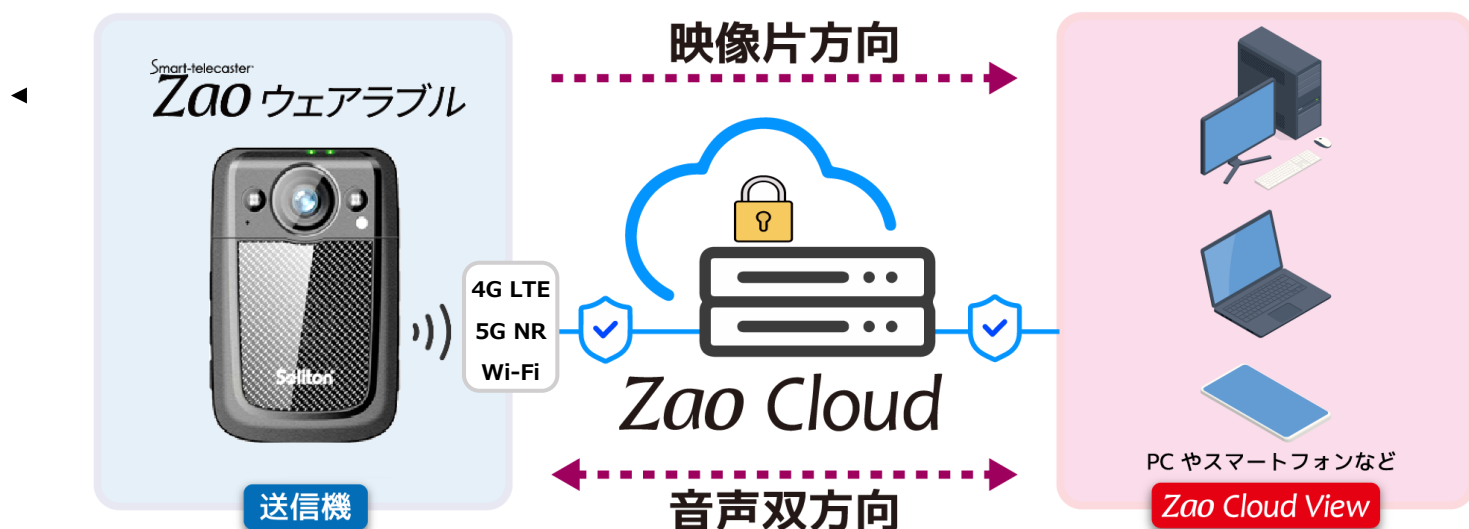 Smart-telecaster
Zao ウェアラブル
Soliton
4G LTE
5G NR
Wi-Fi
送信機
映像片方向
Zao Cloud
音声双方向
PC やスマートフォンなど
Zao Cloud View